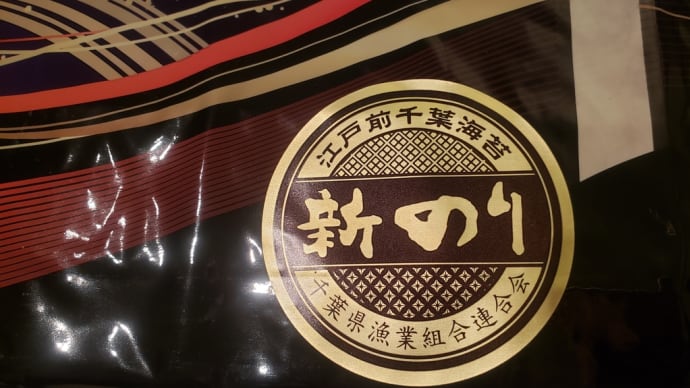 江戸前千葉海苔
新のり
千葉県漁業組合連合会